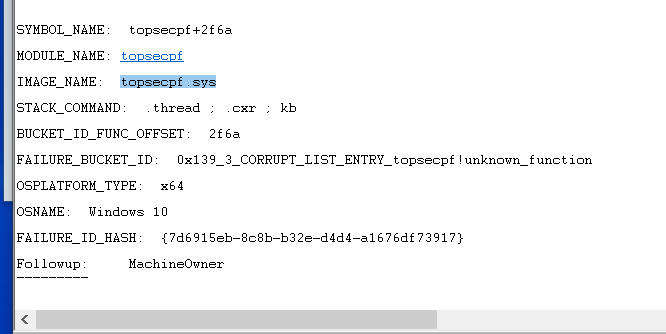 SYMBOL_NAME:  topsecpf+2f6a
MODULE_NAME: topsecpf
IMAGE_NAME:  topsecpf.sys
STACK_COMMAND:  .thread ; .cxr ; kb
BUCKET_ID_FUNC_OFFSET:  2f6a
FAILURE_BUCKET_ID:  0x139_3_CORRUPT_LIST_ENTRY_topsecpf!unknown_function
OSPLATFORM_TYPE:  x64
OSNAME:  Windows 10
FAILURE_ID_HASH:  {7d6915eb-8c8b-b32e-d4d4-a1676df73917}
Followup:     MachineOwner
---------